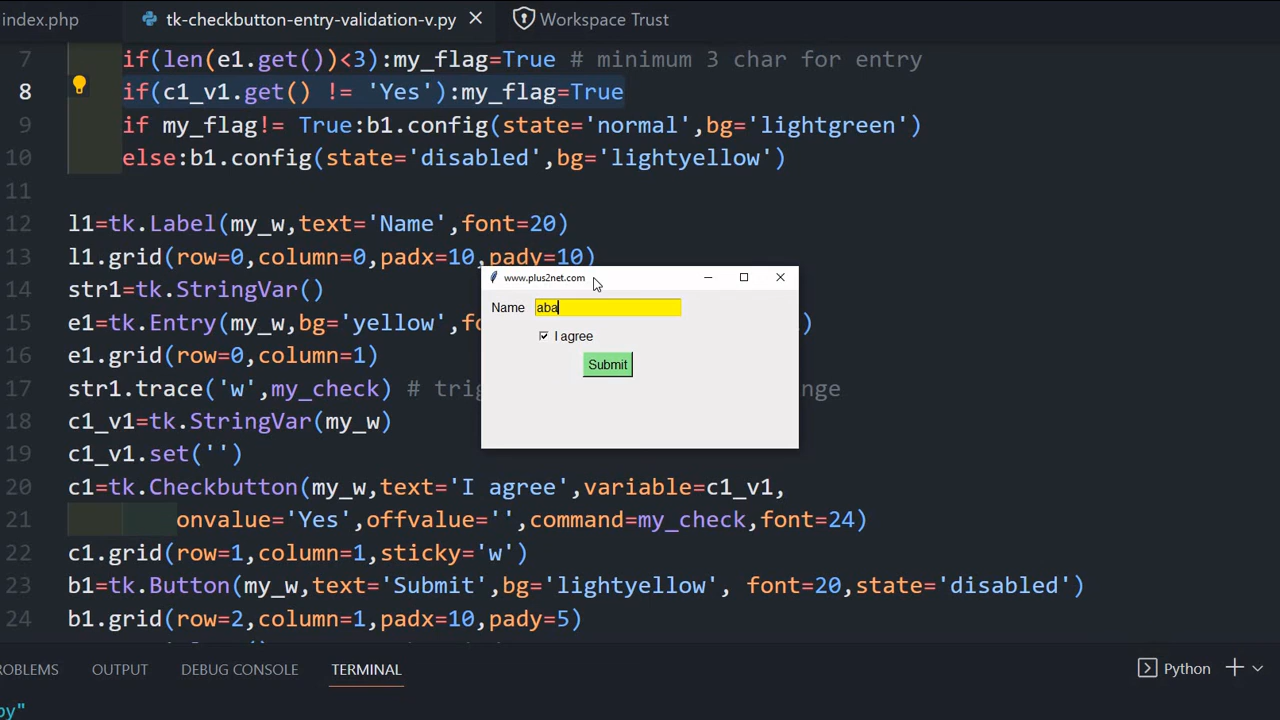 index.php tk-checkbutton-entry-validation-v.py Workspace Trust
7 if(len(e1.get())<3):my_flag=True # minimum 3 char for entry
8 if(c1_v1.get() != 'Yes'):my_flag=True
9 if my_flag!= True:b1.config(state='normal',bg='lightgreen')
10 else:b1.config(state='disabled',bg='lightyellow')
11
12 l1=tk.Label(my_w,text='Name',font=20)
13 l1.grid(row=0,column=0,padx=10,pady=10)
14 str1=tk.StringVar()
15 e1=tk.Entry(my_w,bg='yellow',fo )
16 e1.grid(row=0,column=1)
17 str1.trace('w',my_check) # trig nge
18 c1_v1=tk.StringVar(my_w)
19 c1_v1.set('')
20 c1=tk.Checkbutton(my_w,text='I agree',variable=c1_v1,
21 onvalue='Yes',offvalue='',command=my_check,font=24)
22 c1.grid(row=1,column=1,sticky='w')
23 b1=tk.Button(my_w,text='Submit',bg='lightyellow', font=20,state='disabled')
24 b1.grid(row=2,column=1,padx=10,pady=5)
www.plus2net.com
Name aba
I agree
Submit
ROBLEMS OUTPUT DEBUG CONSOLE TERMINAL Python
py"